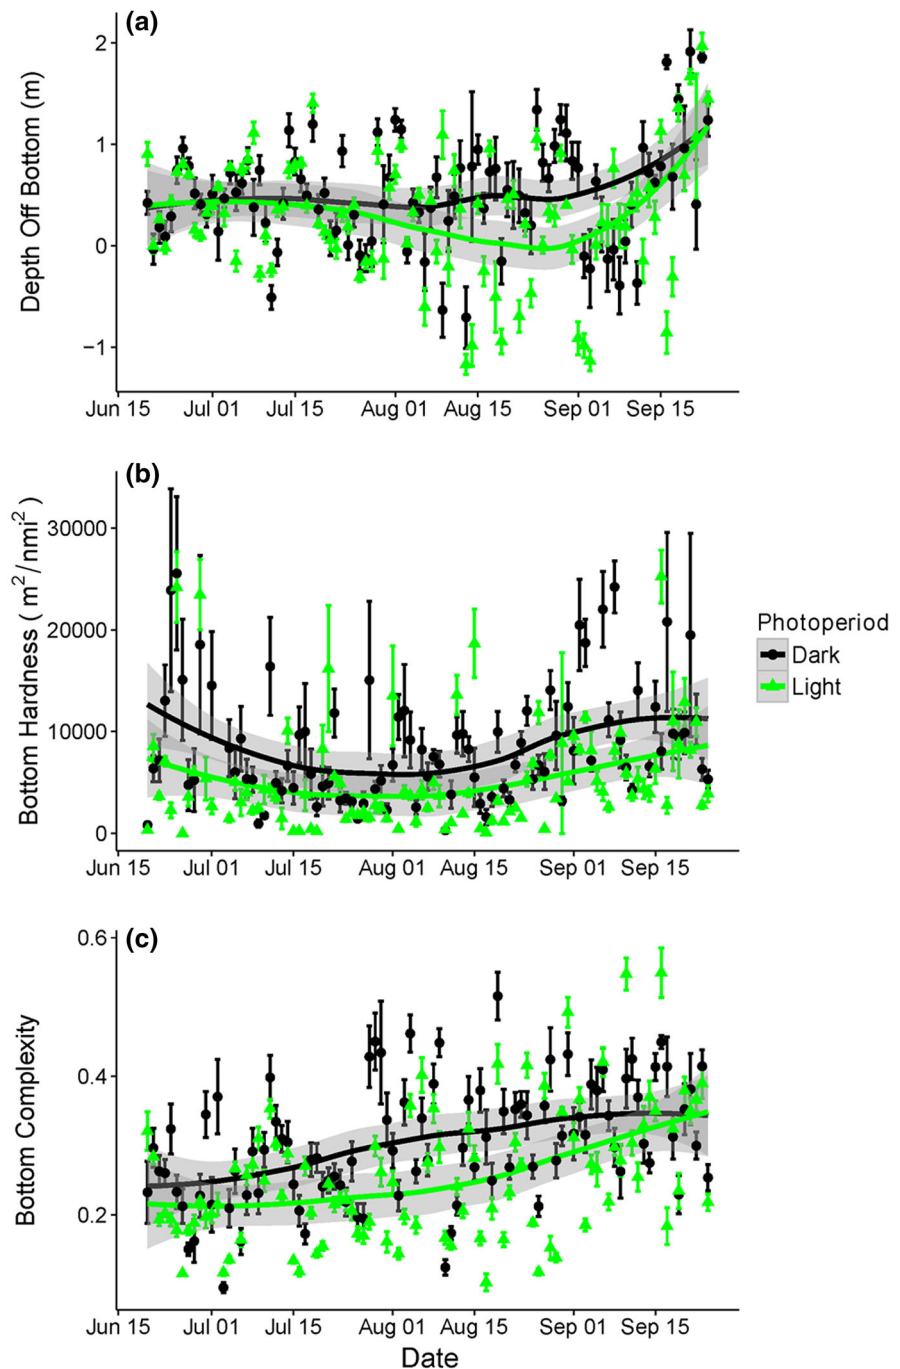 (a)
Depth Off Bottom (m)
2
1
0
−1
Jun 15 Jul 01 Jul 15 Aug 01 Aug 15 Sep 01 Sep 15
(b)
Bottom Hardness ( m²/nmi² )
30000
20000
10000
0
Jun 15 Jul 01 Jul 15 Aug 01 Aug 15 Sep 01 Sep 15
Photoperiod
Dark
Light
(c)
Bottom Complexity
0.6
0.4
0.2
Jun 15 Jul 01 Jul 15 Aug 01 Aug 15 Sep 01 Sep 15
Date